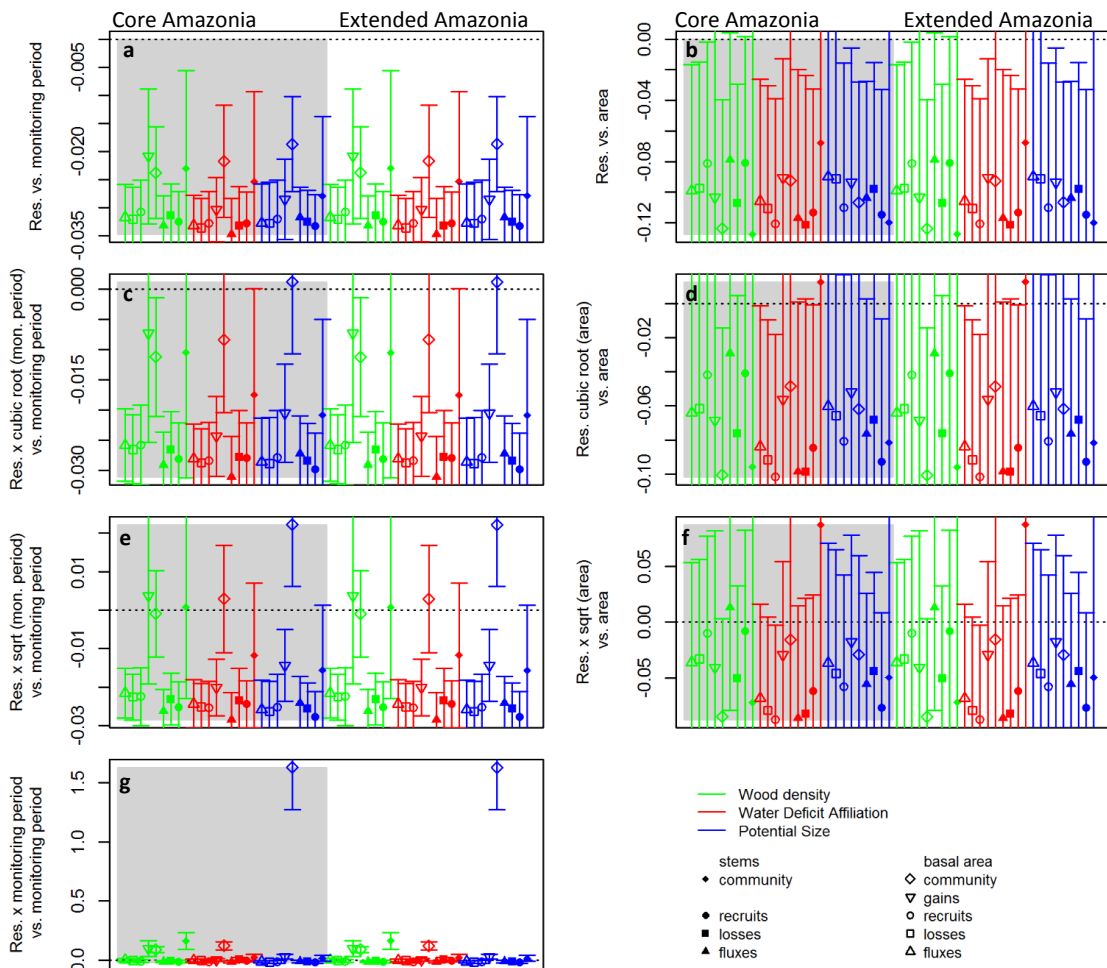 Core Amazonia Extended Amazonia
Res. vs. monitoring period
-0.005
-0.020
-0.035
a
Core Amazonia Extended Amazonia
Res. vs. area
0.00
-0.04
-0.08
-0.12
b
Res. x cubic root (mon. period)
vs. monitoring period
0.000
-0.015
-0.030
c
Res. cubic root (area)
vs. area
-0.02
-0.06
-0.10
d
Res. x sqrt (mon. period)
vs. monitoring period
0.01
-0.01
-0.03
e
Res. x sqrt (area)
vs. area
0.05
0.00
-0.05
f
Res. x monitoring period
vs. monitoring period
1.5
1.0
0.5
0.0
g
Wood density
Water Deficit Affiliation
Potential Size
stems basal area
community community
gains
recruits recruits
losses losses
fluxes fluxes